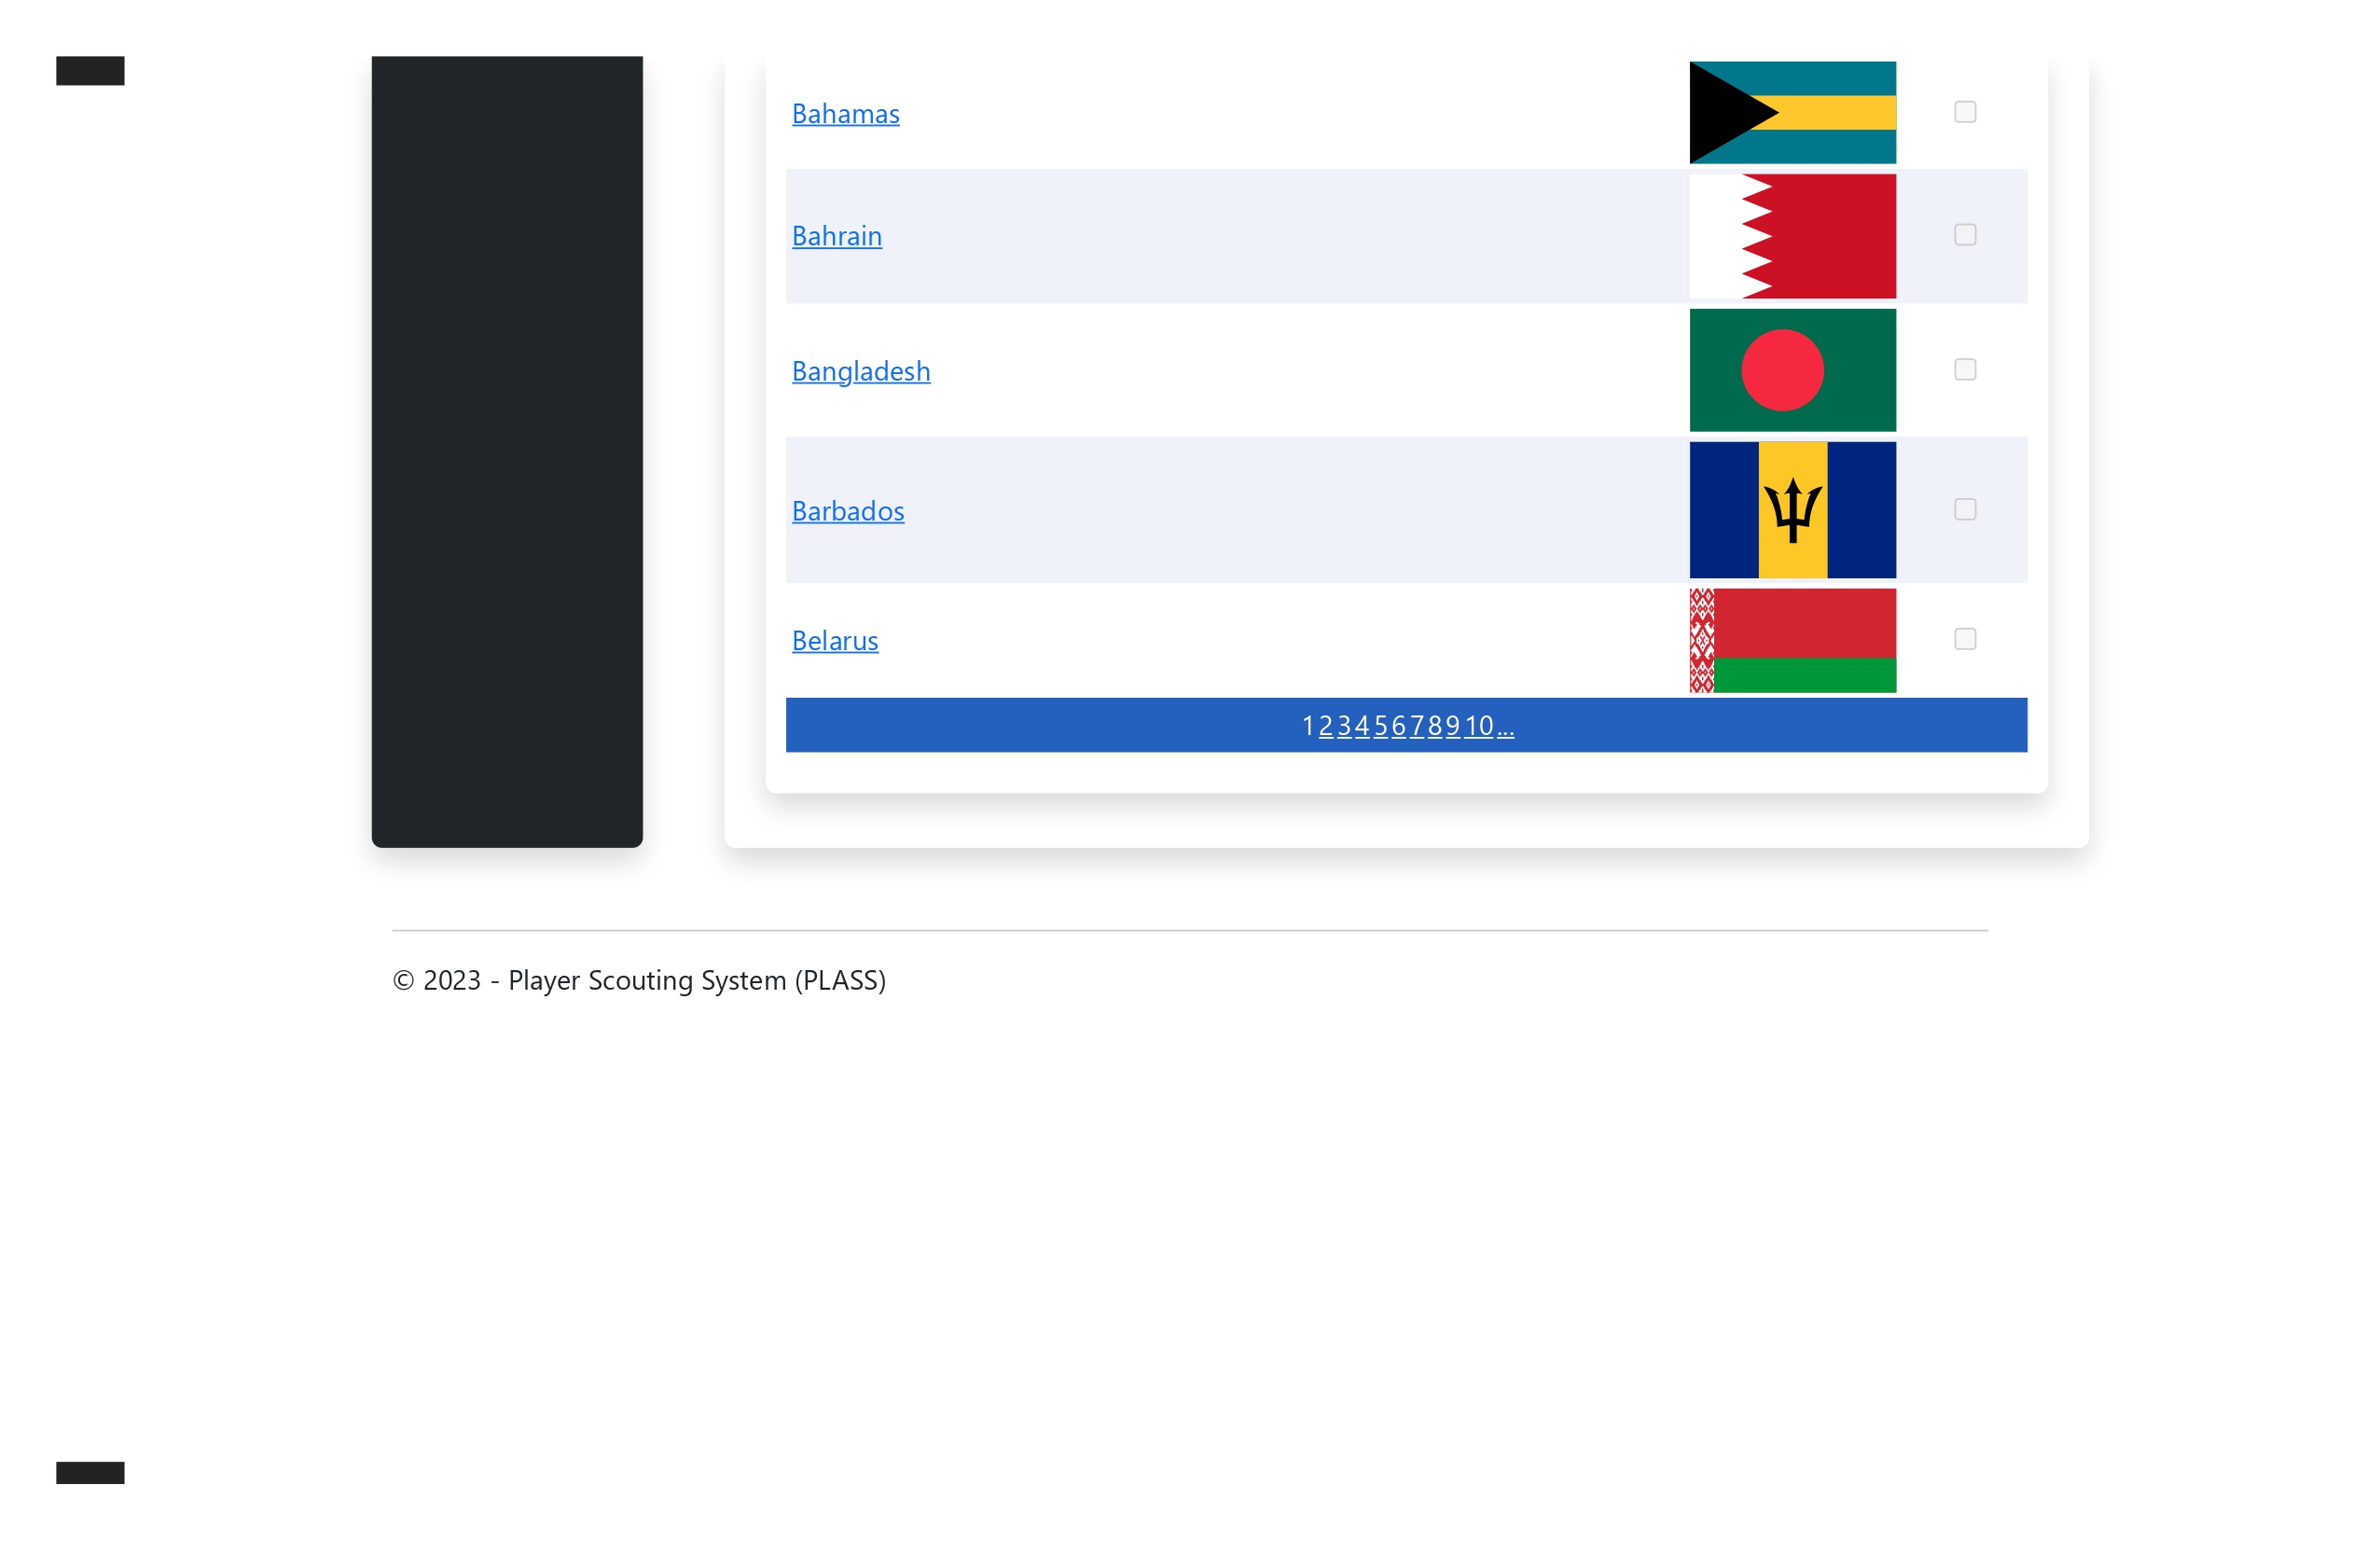 Bahamas
Bahrain
Bangladesh
Barbados
Belarus
1 2 3 4 5 6 7 8 9 10 ...
© 2023 - Player Scouting System (PLASS)